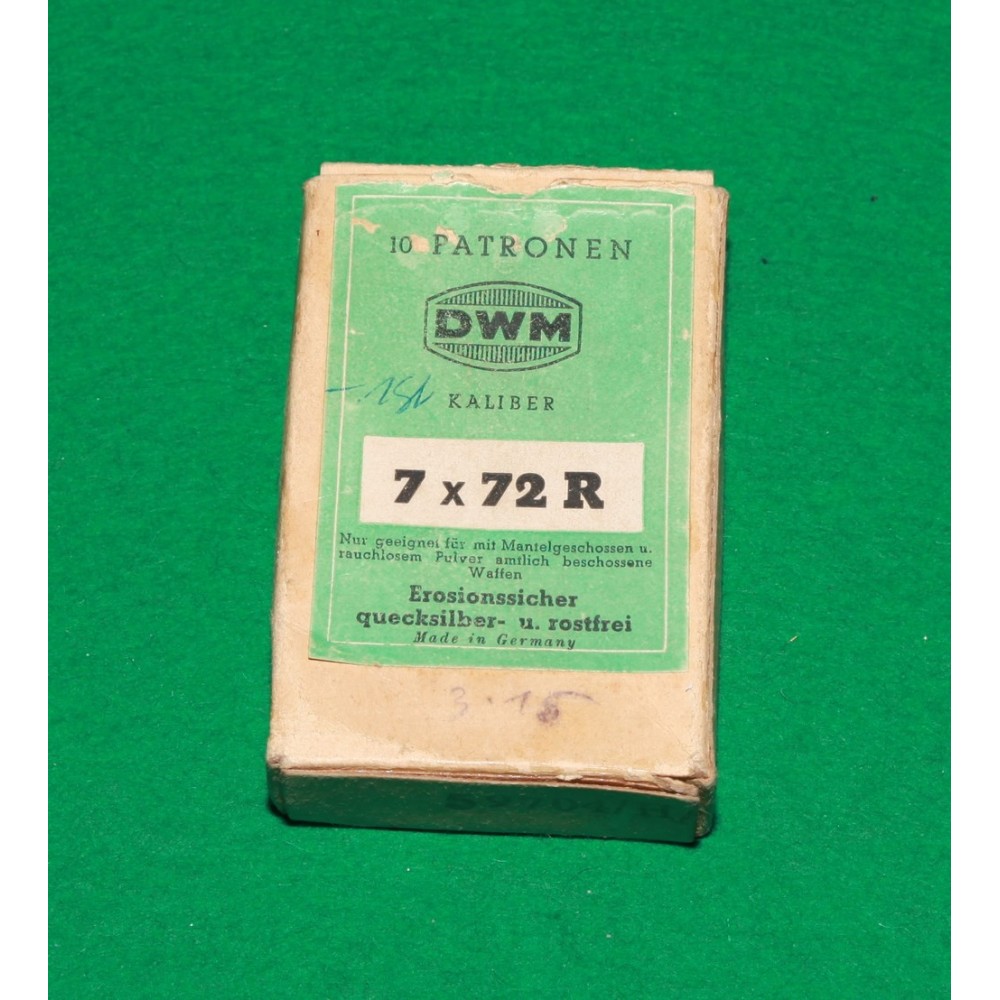 10 PATRONEN
DWM
KALIBER
7 x 72 R
Nur geeignet für mit Mantelgeschossen u.
rauchlosem Pulver amtlich beschossene
Waffen
Erosionssicher
quecksilber- u. rostfrei
Made in Germany
3.15